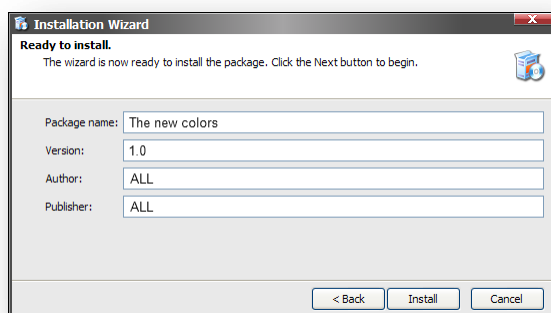 Installation Wizard
Ready to install.
The wizard is now ready to install the package. Click the Next button to begin.
Package name: The new colors
Version: 1.0
Author: ALL
Publisher: ALL
< Back Install Cancel